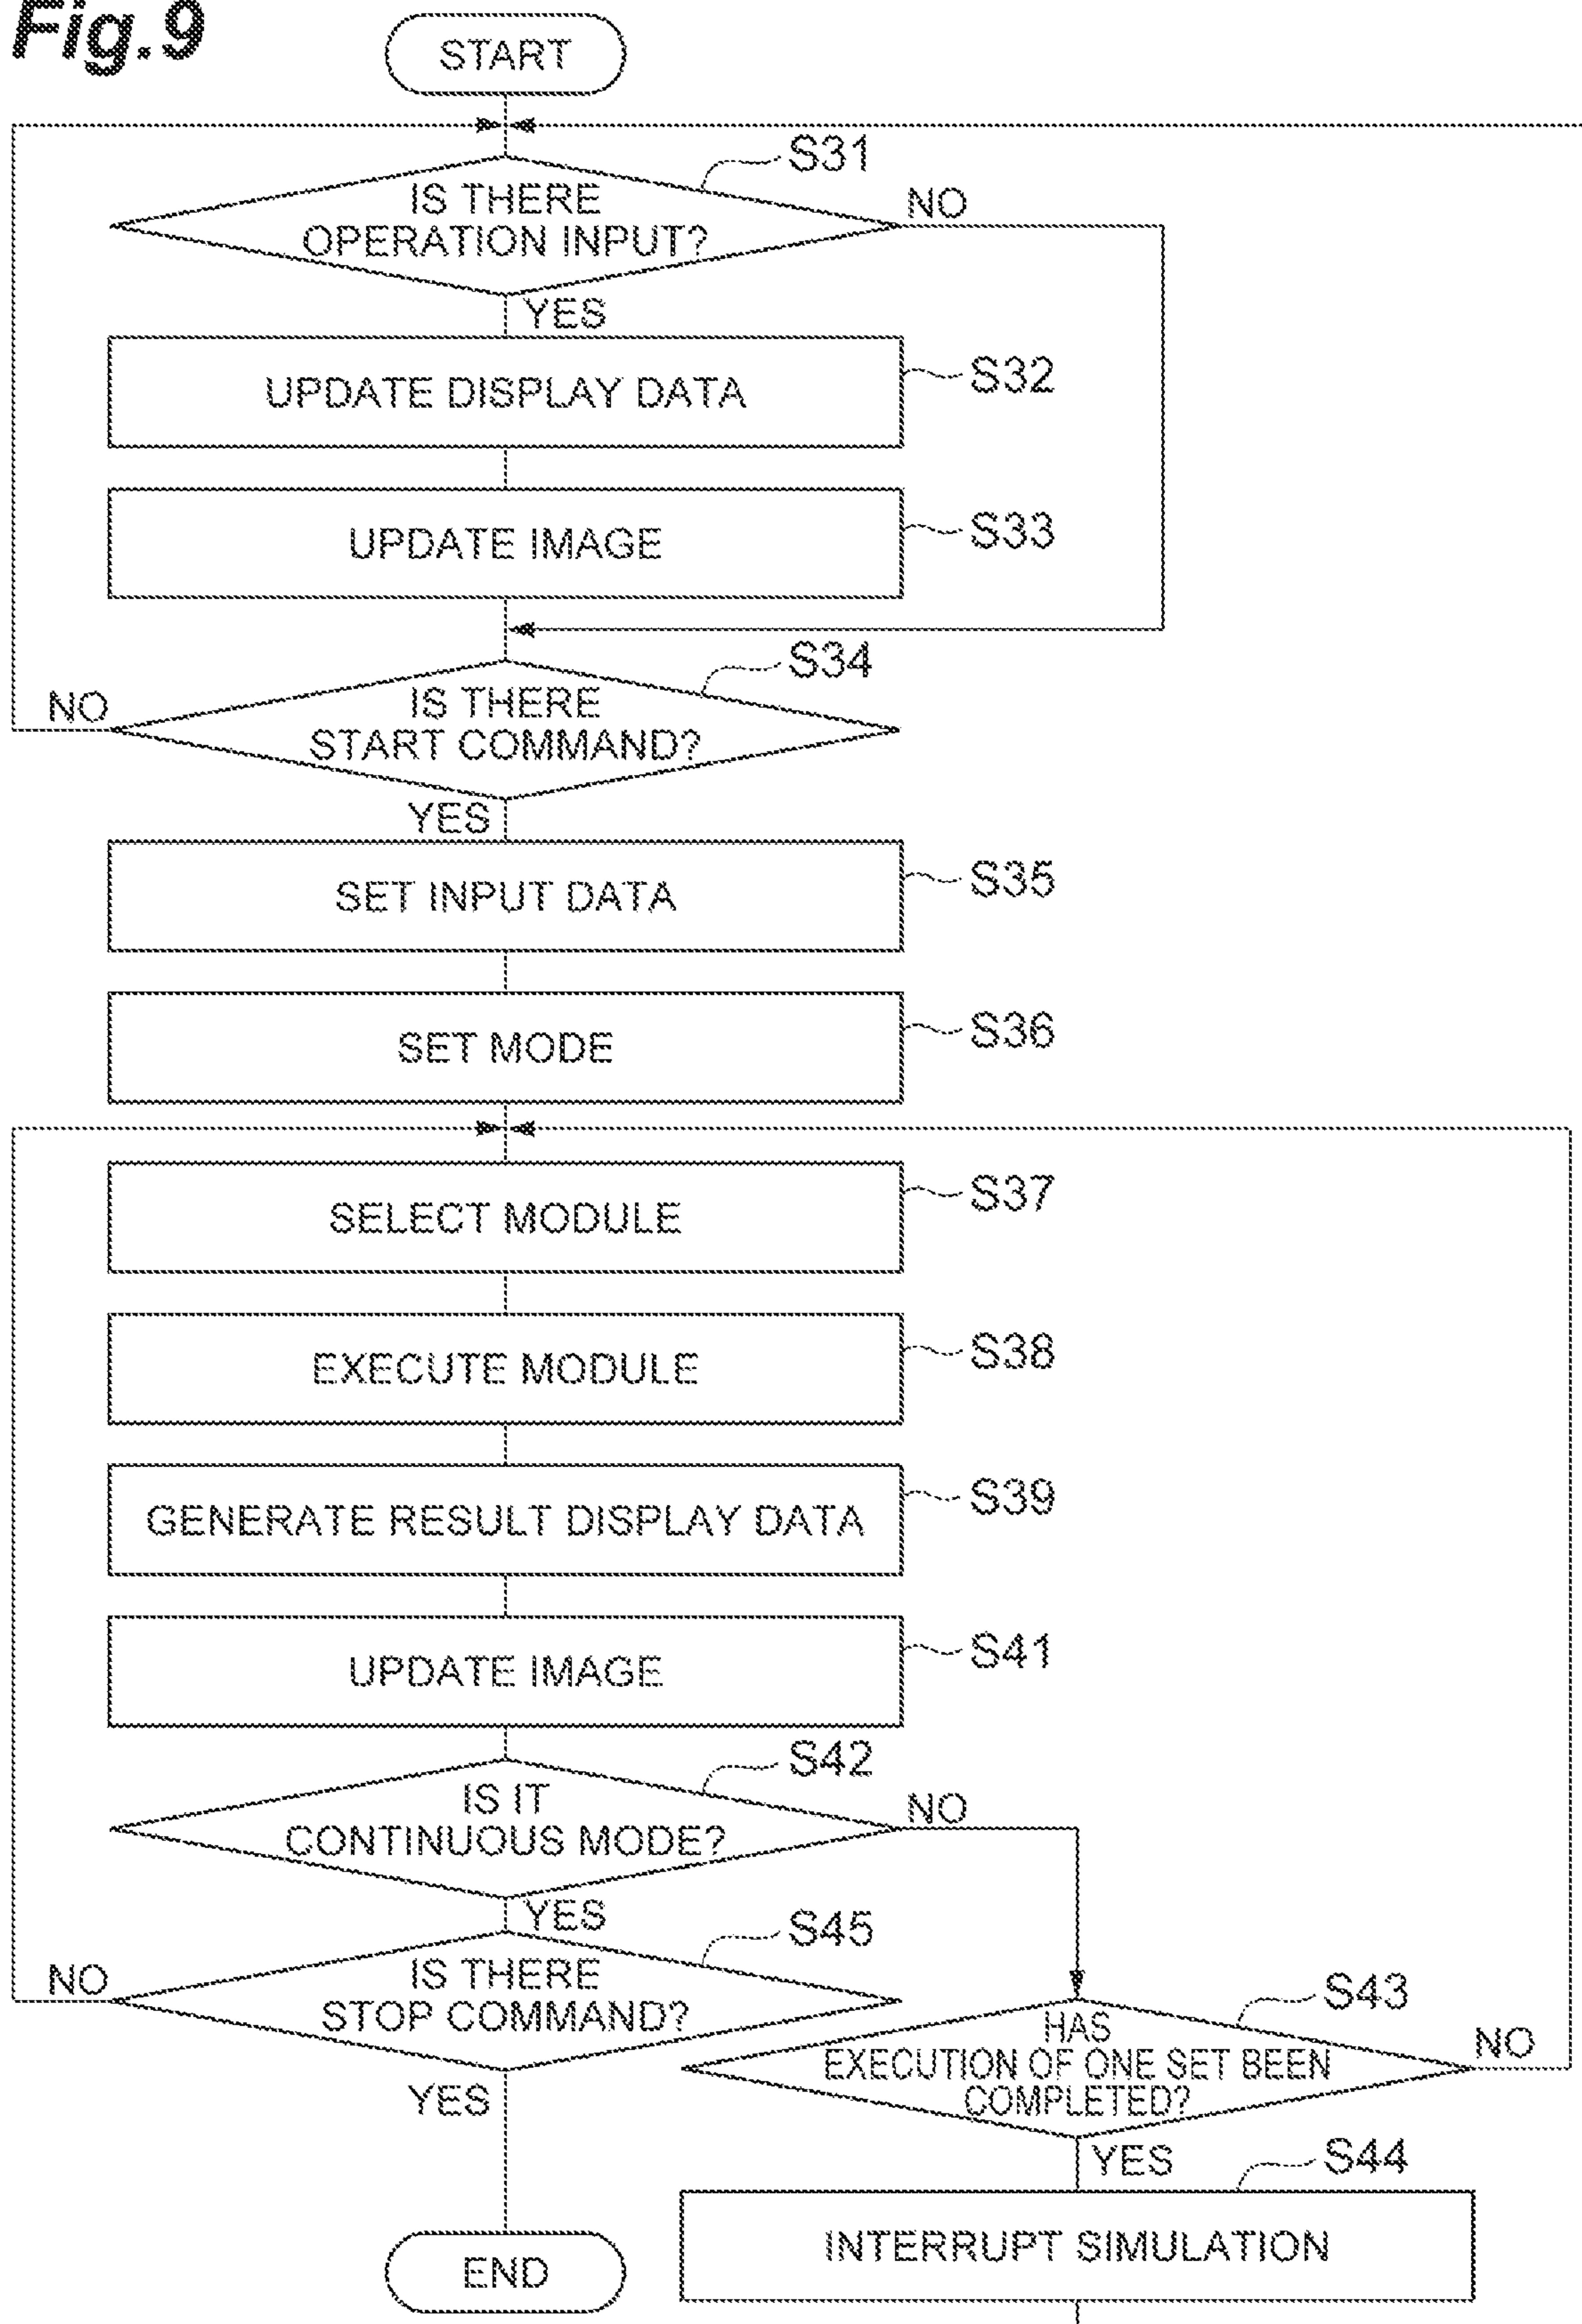 Fig.9
START
S31
IS THERE
OPERATION INPUT?
NO
YES
UPDATE DISPLAY DATA
S32
UPDATE IMAGE
S33
S34
IS THERE
START COMMAND?
NO
YES
SET INPUT DATA
S35
SET MODE
S36
SELECT MODULE
S37
EXECUTE MODULE
S38
GENERATE RESULT DISPLAY DATA
S39
UPDATE IMAGE
S41
S42
IS IT
CONTINUOUS MODE?
NO
YES
S45
IS THERE
STOP COMMAND?
NO
YES
S43
HAS
EXECUTION OF ONE SET BEEN
COMPLETED?
NO
YES
S44
INTERRUPT SIMULATION
END